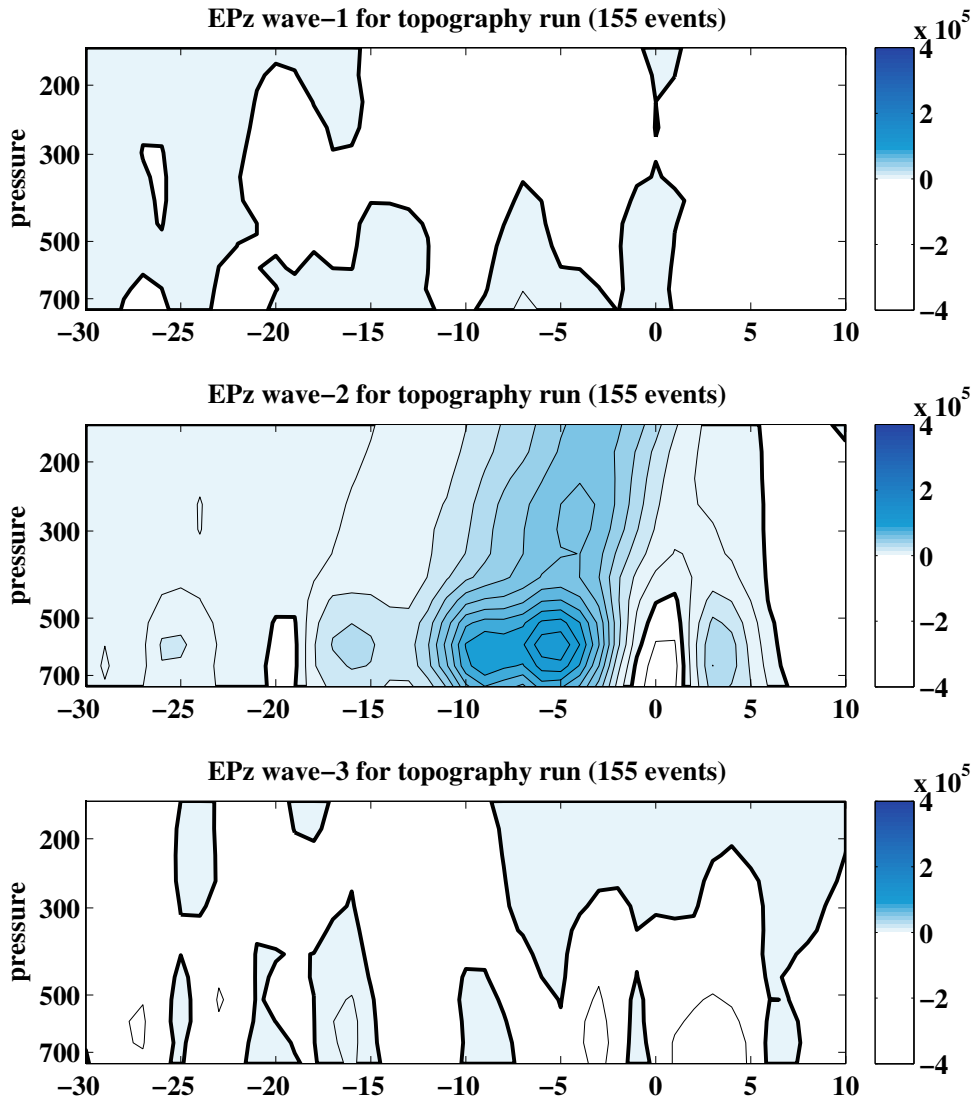 EPz wave−1 for topography run (155 events)
x 10^5
pressure
200
300
500
700
−30 −25 −20 −15 −10 −5 0 5 10
4
2
0
−2
−4
EPz wave−2 for topography run (155 events)
x 10^5
pressure
200
300
500
700
−30 −25 −20 −15 −10 −5 0 5 10
4
2
0
−2
−4
EPz wave−3 for topography run (155 events)
x 10^5
pressure
200
300
500
700
−30 −25 −20 −15 −10 −5 0 5 10
4
2
0
−2
−4